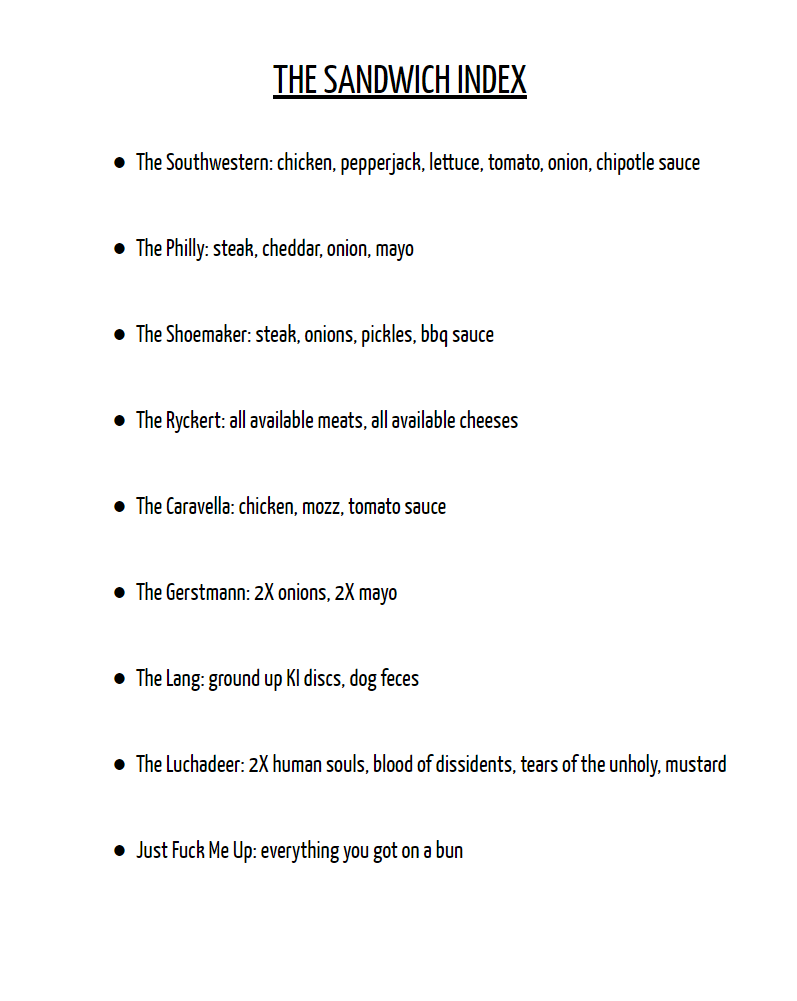 THE SANDWICH INDEX
● The Southwestern: chicken, pepperjack, lettuce, tomato, onion, chipotle sauce
● The Philly: steak, cheddar, onion, mayo
● The Shoemaker: steak, onions, pickles, bbq sauce
● The Ryckert: all available meats, all available cheeses
● The Caravella: chicken, mozz, tomato sauce
● The Gerstmann: 2X onions, 2X mayo
● The Lang: ground up KI discs, dog feces
● The Luchadeer: 2X human souls, blood of dissidents, tears of the unholy, mustard
● Just Fuck Me Up: everything you got on a bun